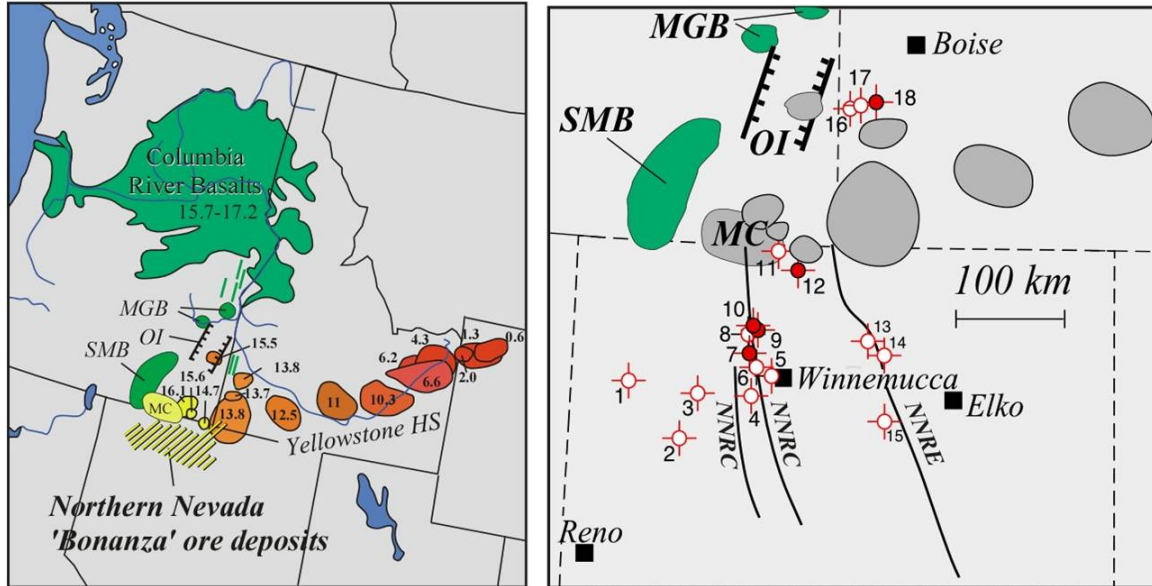 Columbia
River Basalts
15.7-17.2
MGB
OI
SMB
15.5
15.6
16.1
14.7
MC
13.8
13.7
13.8
12.5
11
10.3
6.2
4.3
6.6
1.3
2.0
0.6
Yellowstone HS
Northern Nevada
'Bonanza' ore deposits
MGB
Boise
SMB
OI
16
17
18
MC
11
12
100 km
10
8
9
7
6
5
Winnemucca
4
1
3
2
13
14
15
Elko
NNRC
NNRC
NNRE
Reno